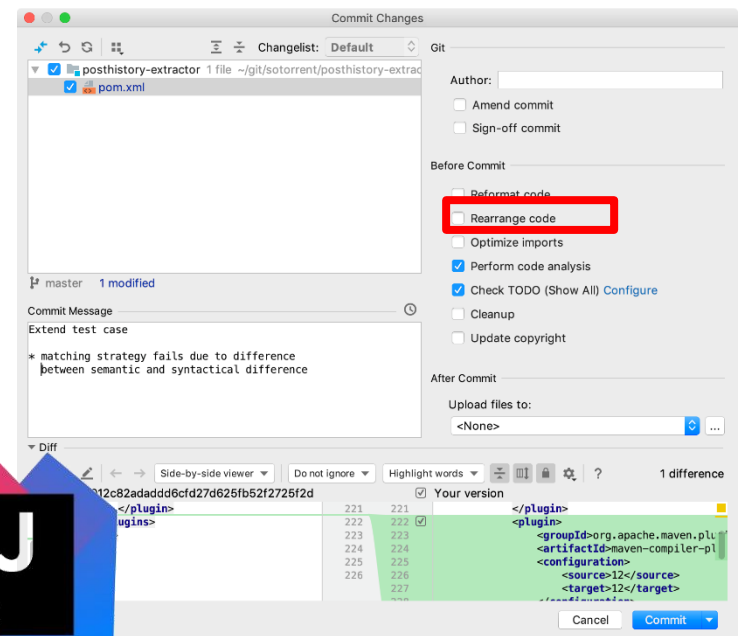 Commit Changes
Changelist: Default
posthistory-extractor 1 file ~/git/sotorrent/posthistory-extrac
pom.xml
master 1 modified
Commit Message
Extend test case
* matching strategy fails due to difference
between semantic and syntactical difference
Git
Author:
Amend commit
Sign-off commit
Before Commit
Reformat code
Rearrange code
Optimize imports
Perform code analysis
Check TODO (Show All) Configure
Cleanup
Update copyright
After Commit
Upload files to:
<None>
...
Diff
Side-by-side viewer Do not ignore Highlight words ? 1 difference
12c82adaddd6cfd27d625fb52f2725f2d Your version
</plugin> 221 221 </plugin>
ugins> 222 222 <plugin>
> 223 223 <groupId>org.apache.maven.plu
224 224 <artifactId>maven-compiler-pl
225 225 <configuration>
226 226 <source>12</source>
227 <target>12</target>
</configuration>
Cancel Commit
J